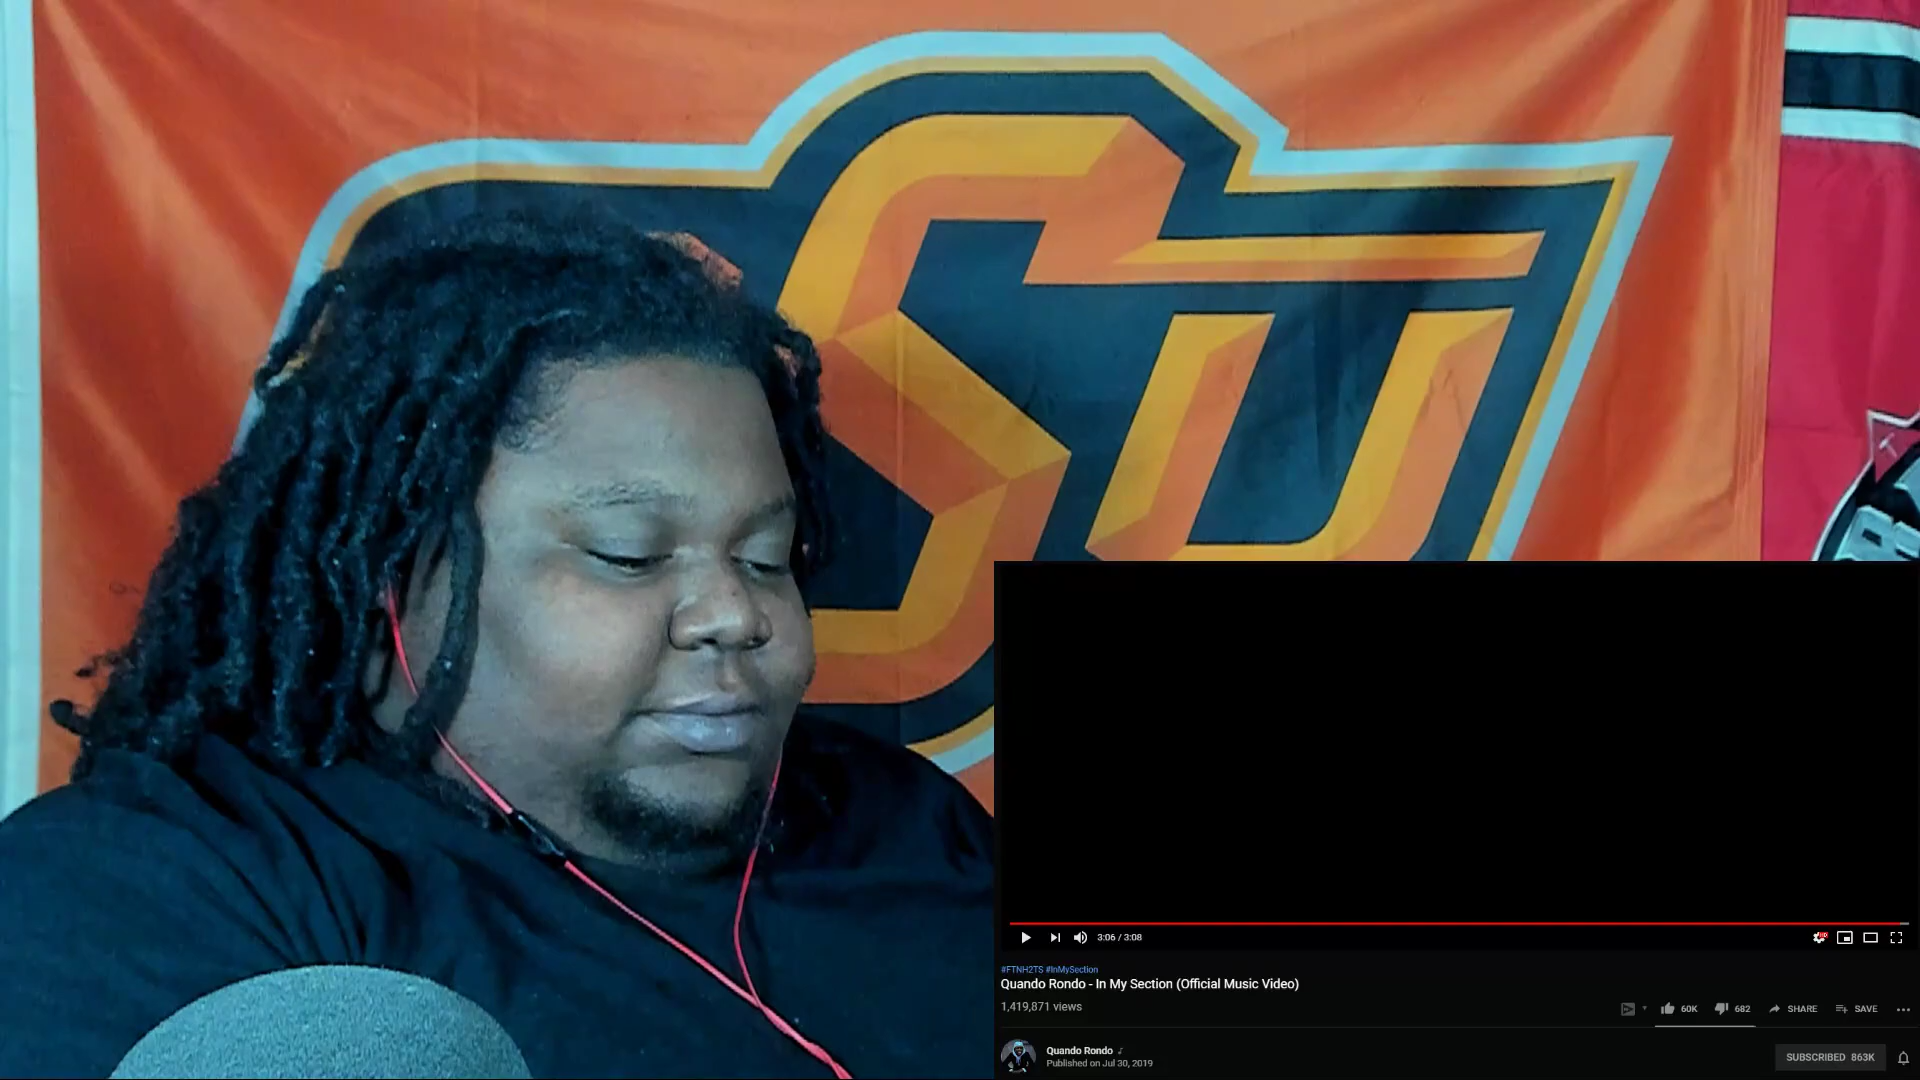 OSU
3:06 / 3:08
HD
#FTNH2TS #InMySection
Quando Rondo - In My Section (Official Music Video)
1,419,871 views
60K
682
SHARE
SAVE
Quando Rondo
Published on Jul 30, 2019
SUBSCRIBED 863K